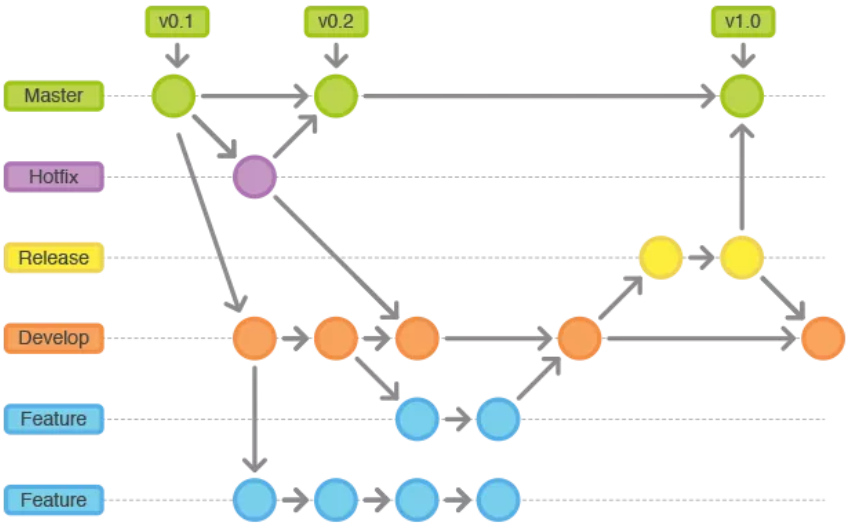 v0.1
v0.2
v1.0
Master
Hotfix
Release
Develop
Feature
Feature